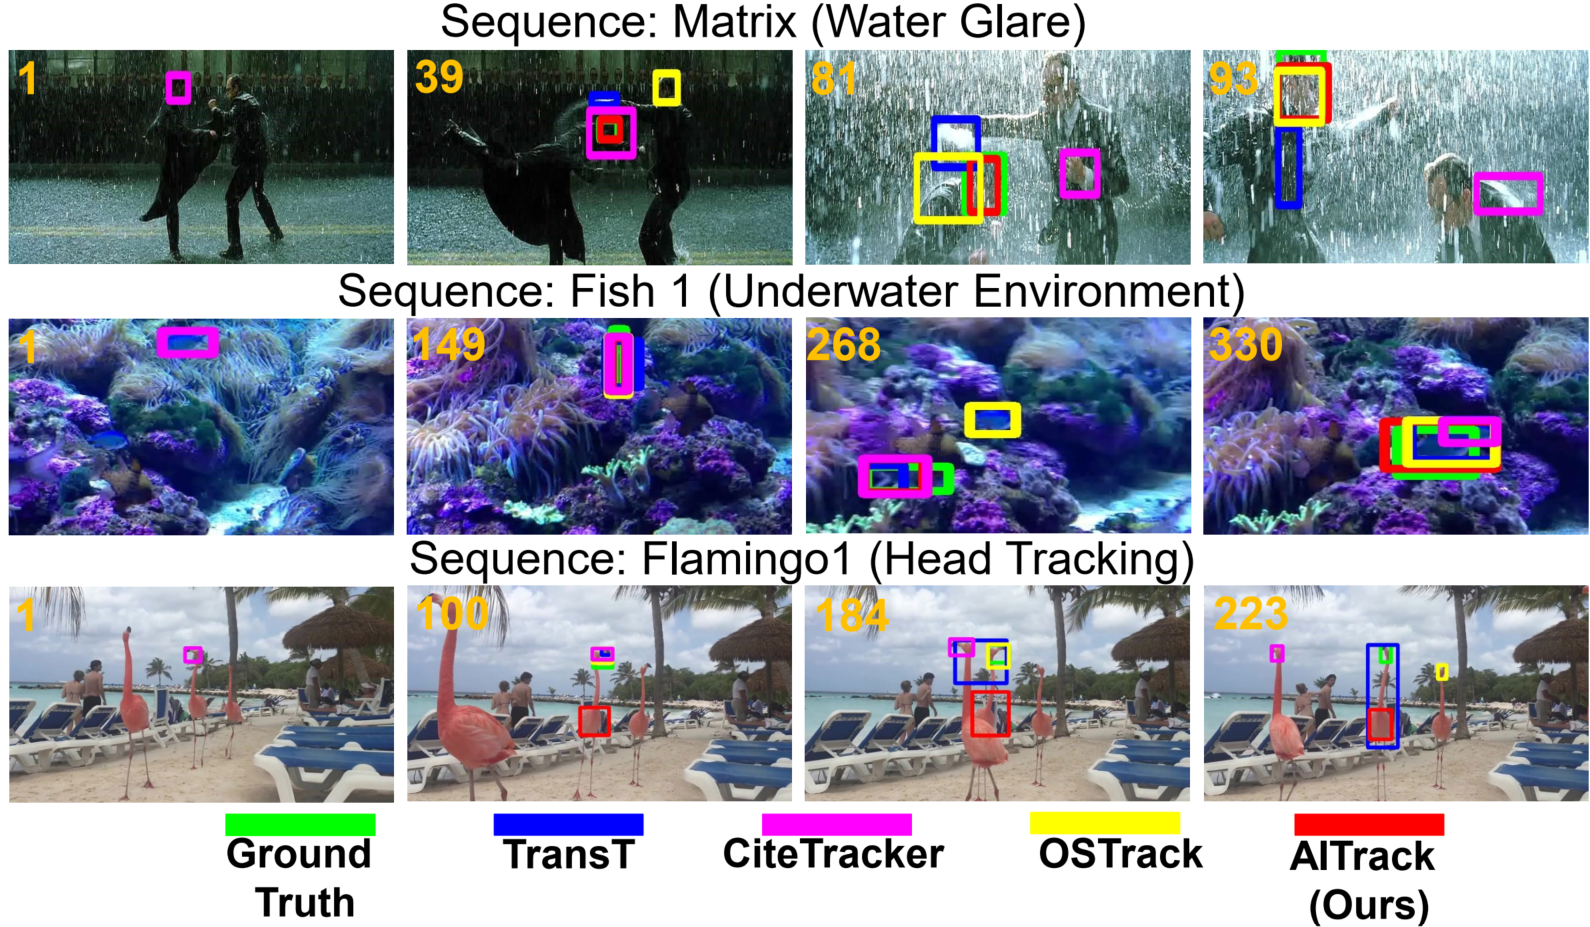 Sequence: Matrix (Water Glare)
1
39
81
93
Sequence: Fish 1 (Underwater Environment)
1
149
268
330
Sequence: Flamingo1 (Head Tracking)
1
100
184
223
Ground Truth
TransT
CiteTracker
OSTrack
AITrack (Ours)